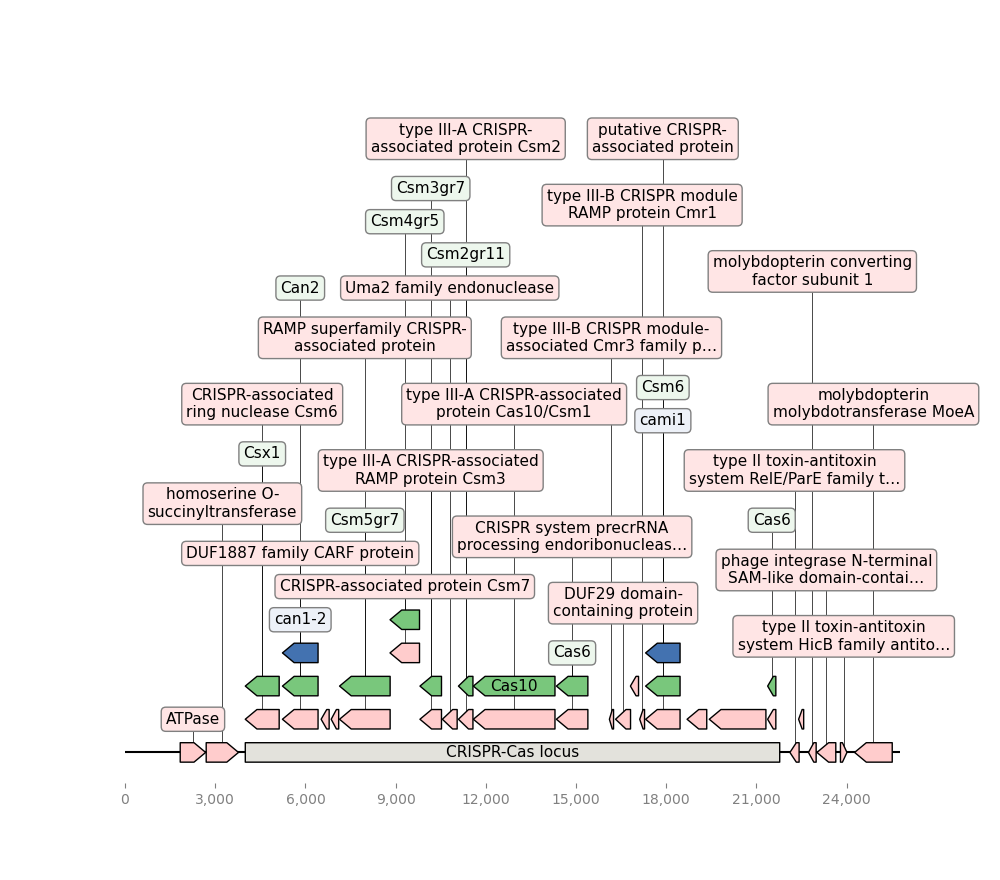 type III-A CRISPR-
associated protein Csm2
putative CRISPR-
associated protein
Csm3gr7
type III-B CRISPR module
RAMP protein Cmr1
Csm4gr5
Csm2gr11
molybdopterin converting
factor subunit 1
Can2
Uma2 family endonuclease
RAMP superfamily CRISPR-
associated protein
type III-B CRISPR module-
associated Cmr3 family p…
Csm6
CRISPR-associated
ring nuclease Csm6
type III-A CRISPR-associated
protein Cas10/Csm1
cami1
molybdopterin
molybdotransferase MoeA
Csx1
type III-A CRISPR-associated
RAMP protein Csm3
type II toxin-antitoxin
system RelE/ParE family t…
homoserine O-
succinyltransferase
Csm5gr7
Cas6
CRISPR system precrRNA
processing endoribonucleas…
DUF1887 family CARF protein
phage integrase N-terminal
SAM-like domain-contai…
CRISPR-associated protein Csm7
DUF29 domain-
containing protein
can1-2
type II toxin-antitoxin
system HicB family antito…
Cas6
Cas10
ATPase
CRISPR-Cas locus
0
3,000
6,000
9,000
12,000
15,000
18,000
21,000
24,000